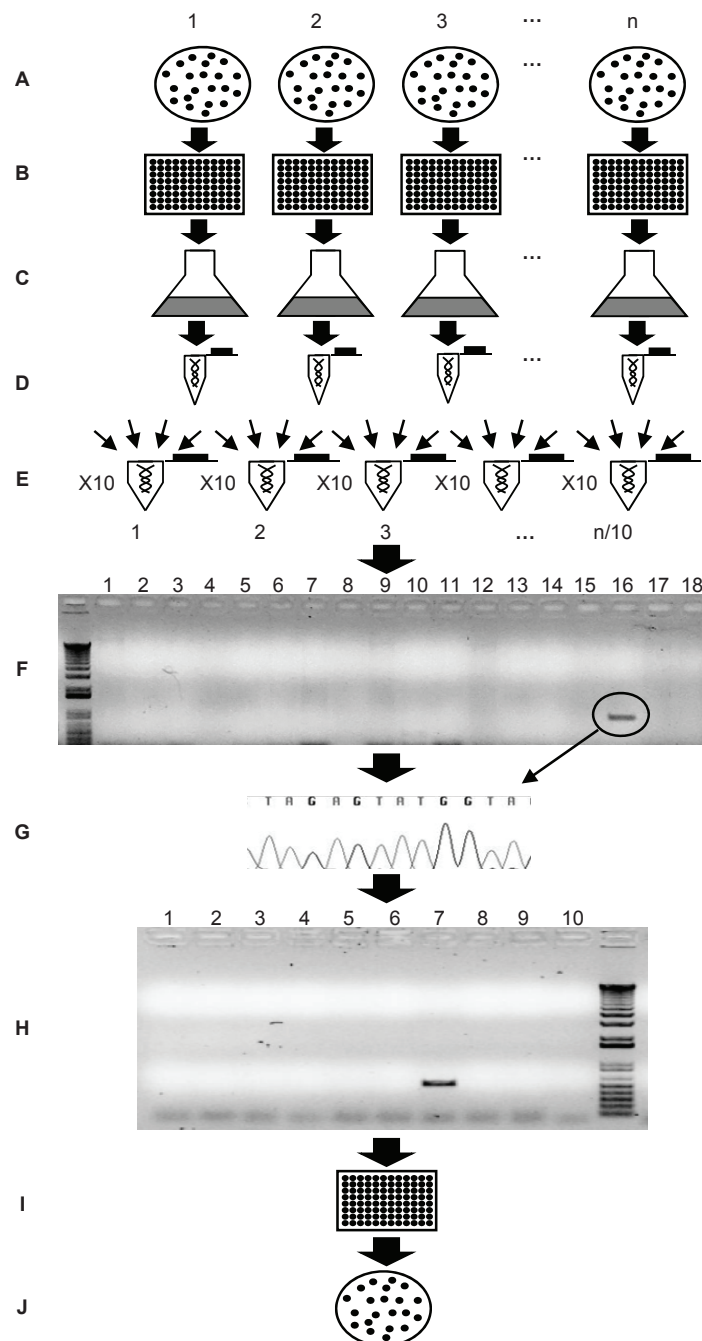 1 2 3 ... n
A ...
B ...
C ...
D ...
E X10 X10 X10 X10 X10
1 2 3 ... n/10
1 2 3 4 5 6 7 8 9 10 11 12 13 14 15 16 17 18
F
T A G A G T A T G G T A
G
1 2 3 4 5 6 7 8 9 10
H
I
J